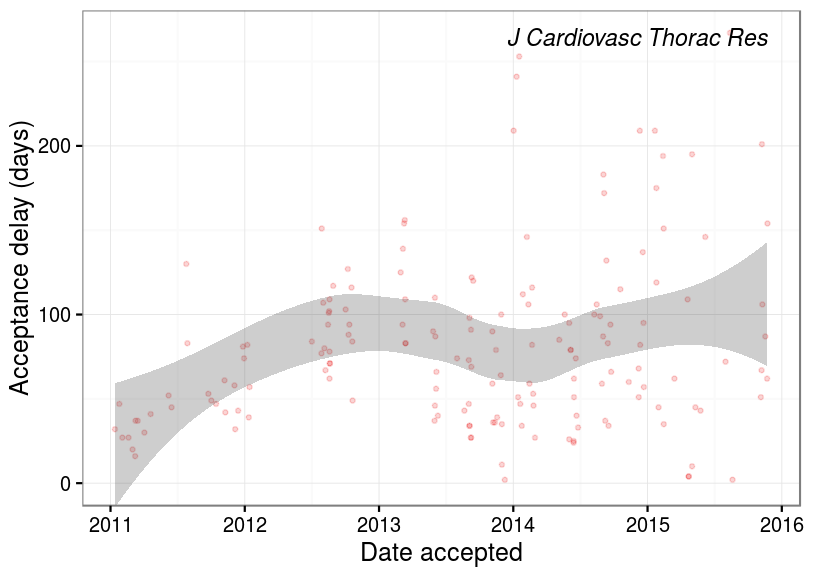 J Cardiovasc Thorac Res
Acceptance delay (days)
200
100
0
2011 2012 2013 2014 2015 2016
Date accepted